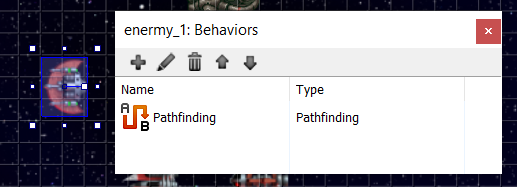 enermy_1: Behaviors
Name Type
A B Pathfinding Pathfinding